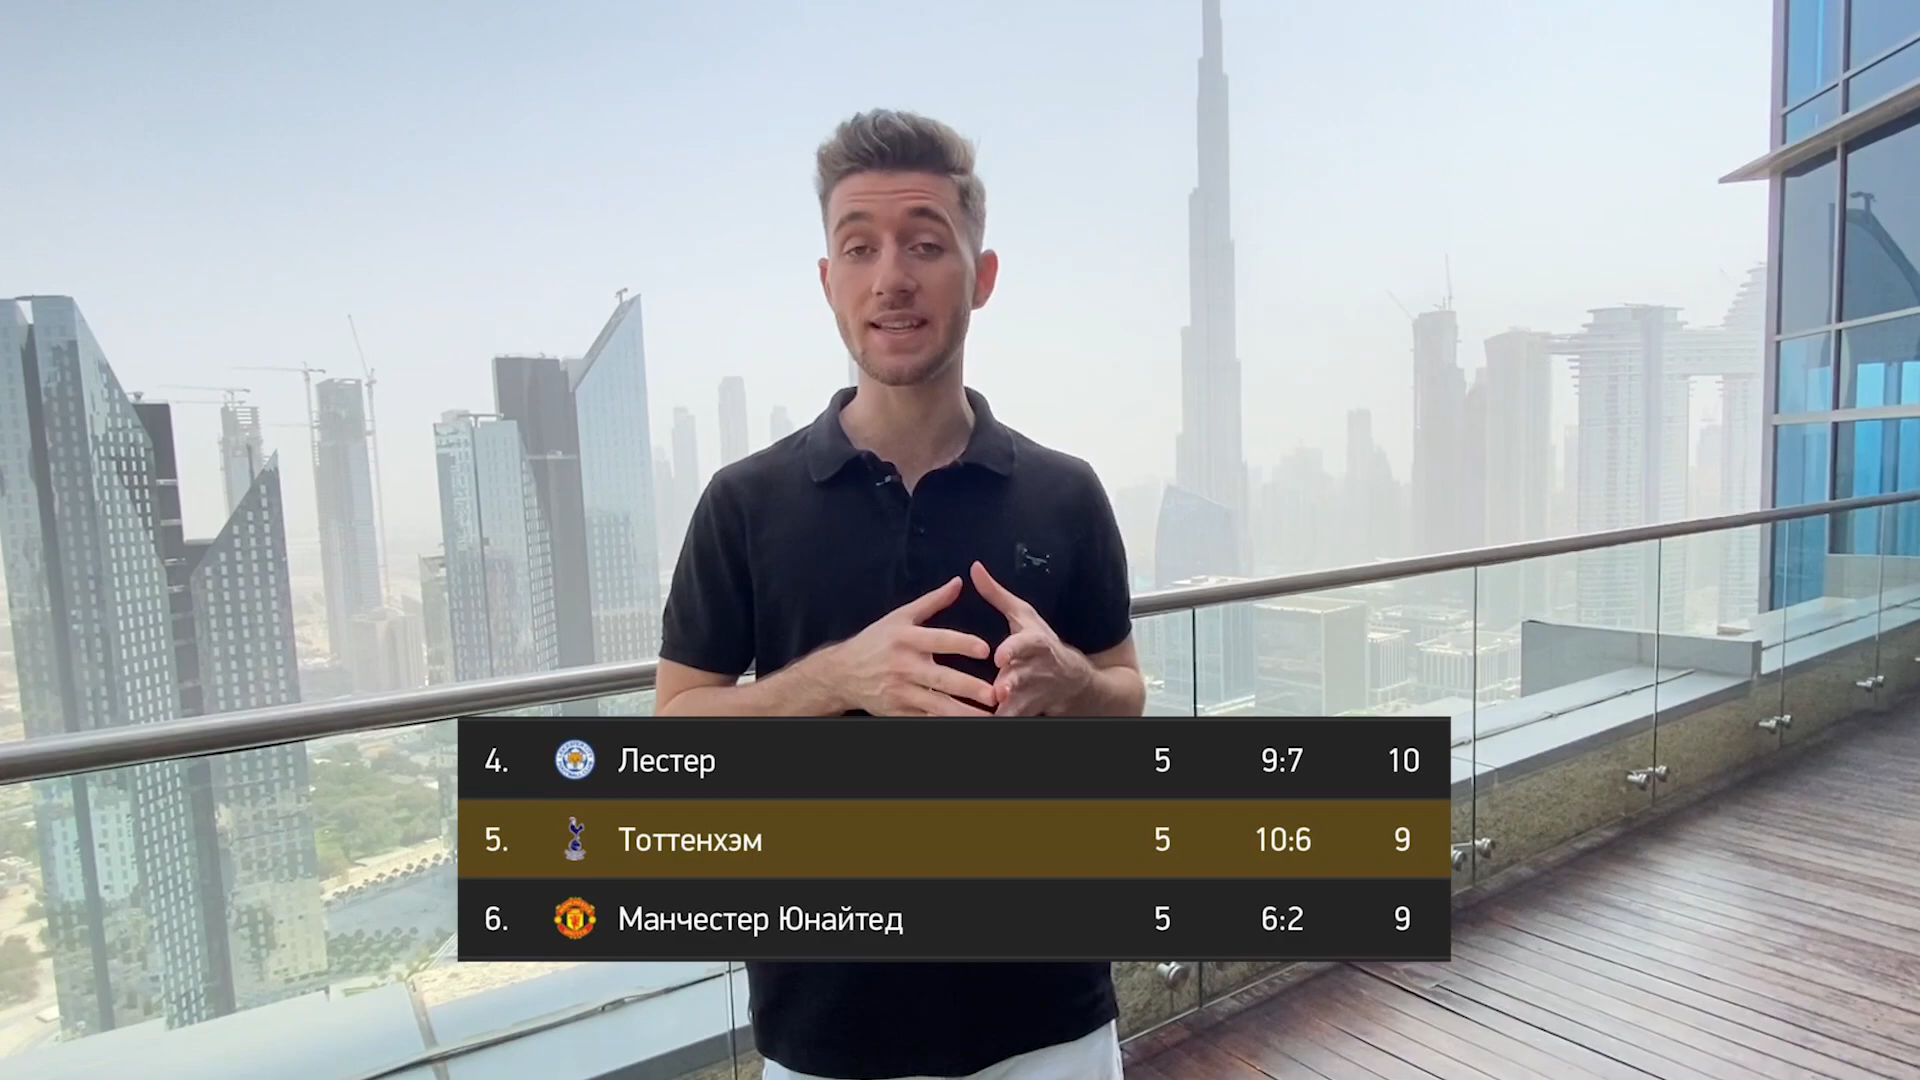 4. Лестер 5 9:7 10
5. Тоттенхэм 5 10:6 9
6. Манчестер Юнайтед 5 6:2 9